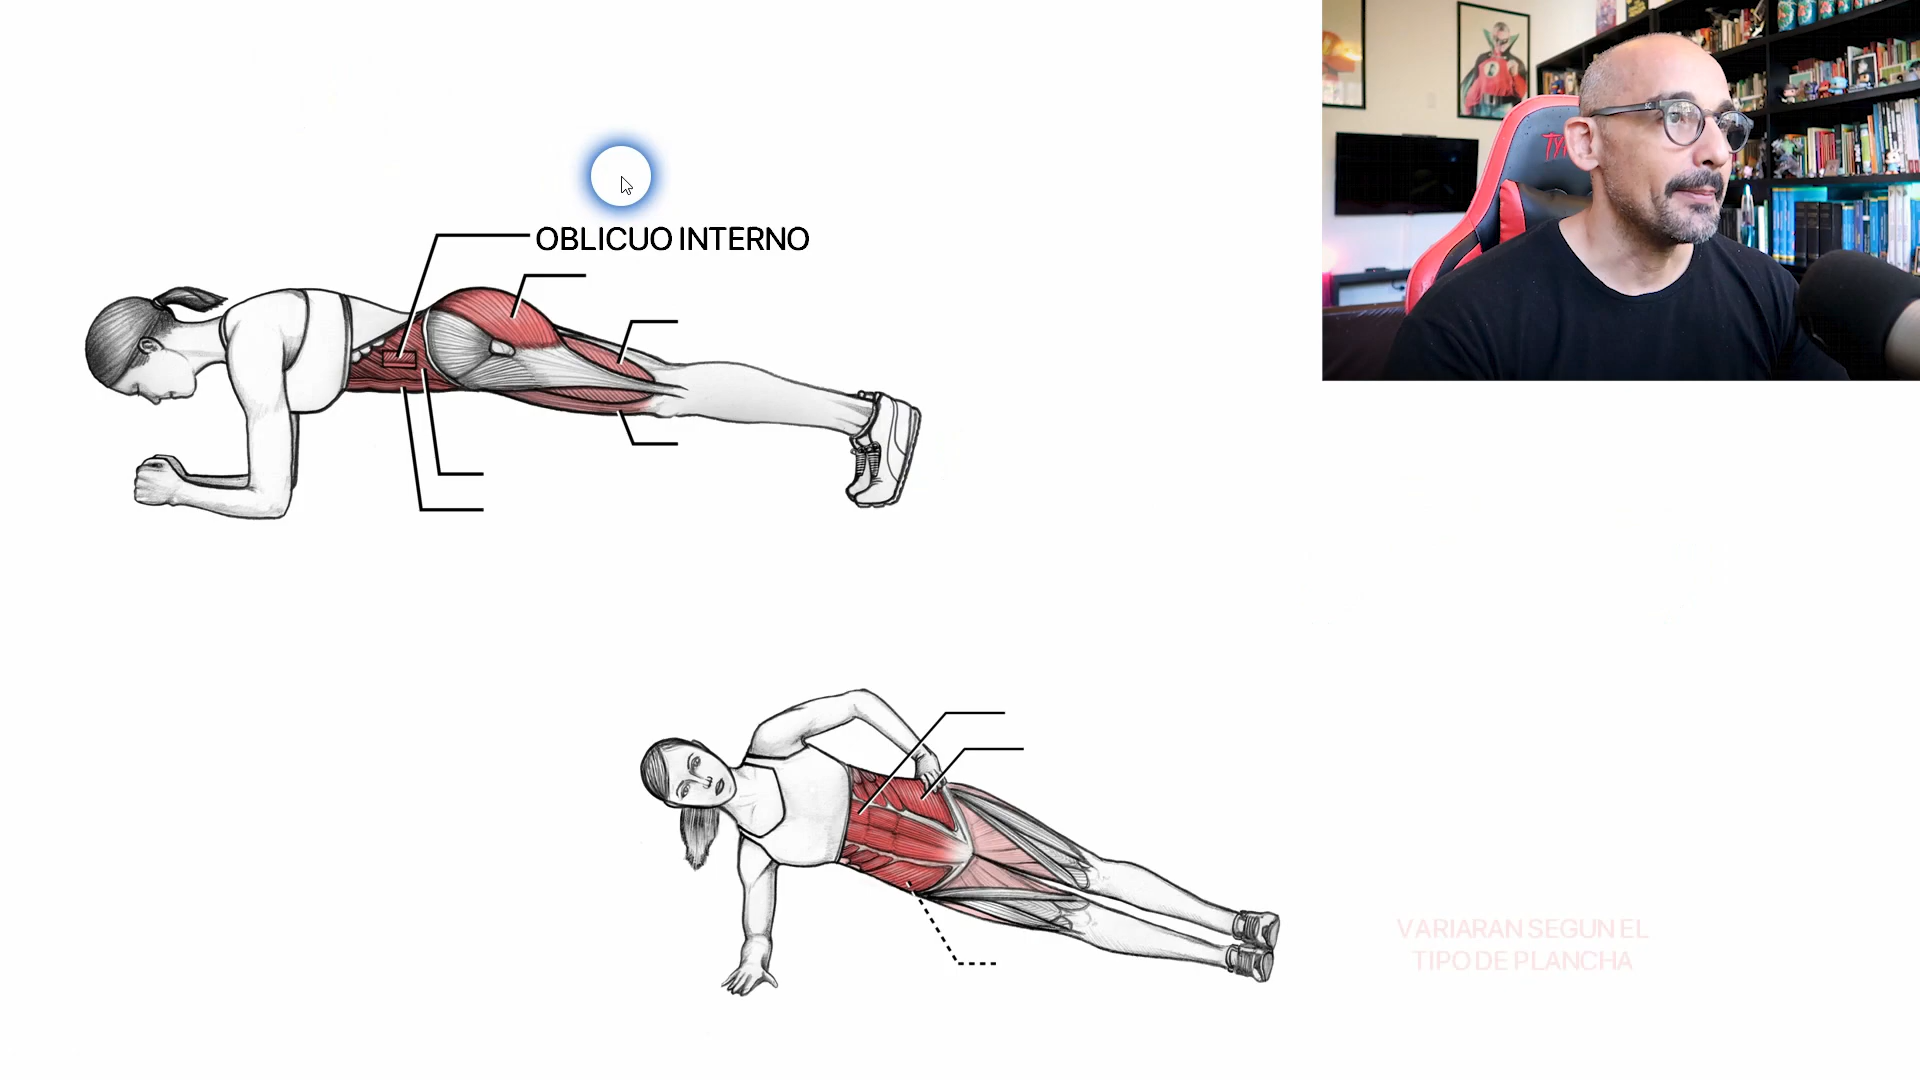 OBLICUO INTERNO
VARIARAN SEGUN EL
TIPO DE PLANCHA